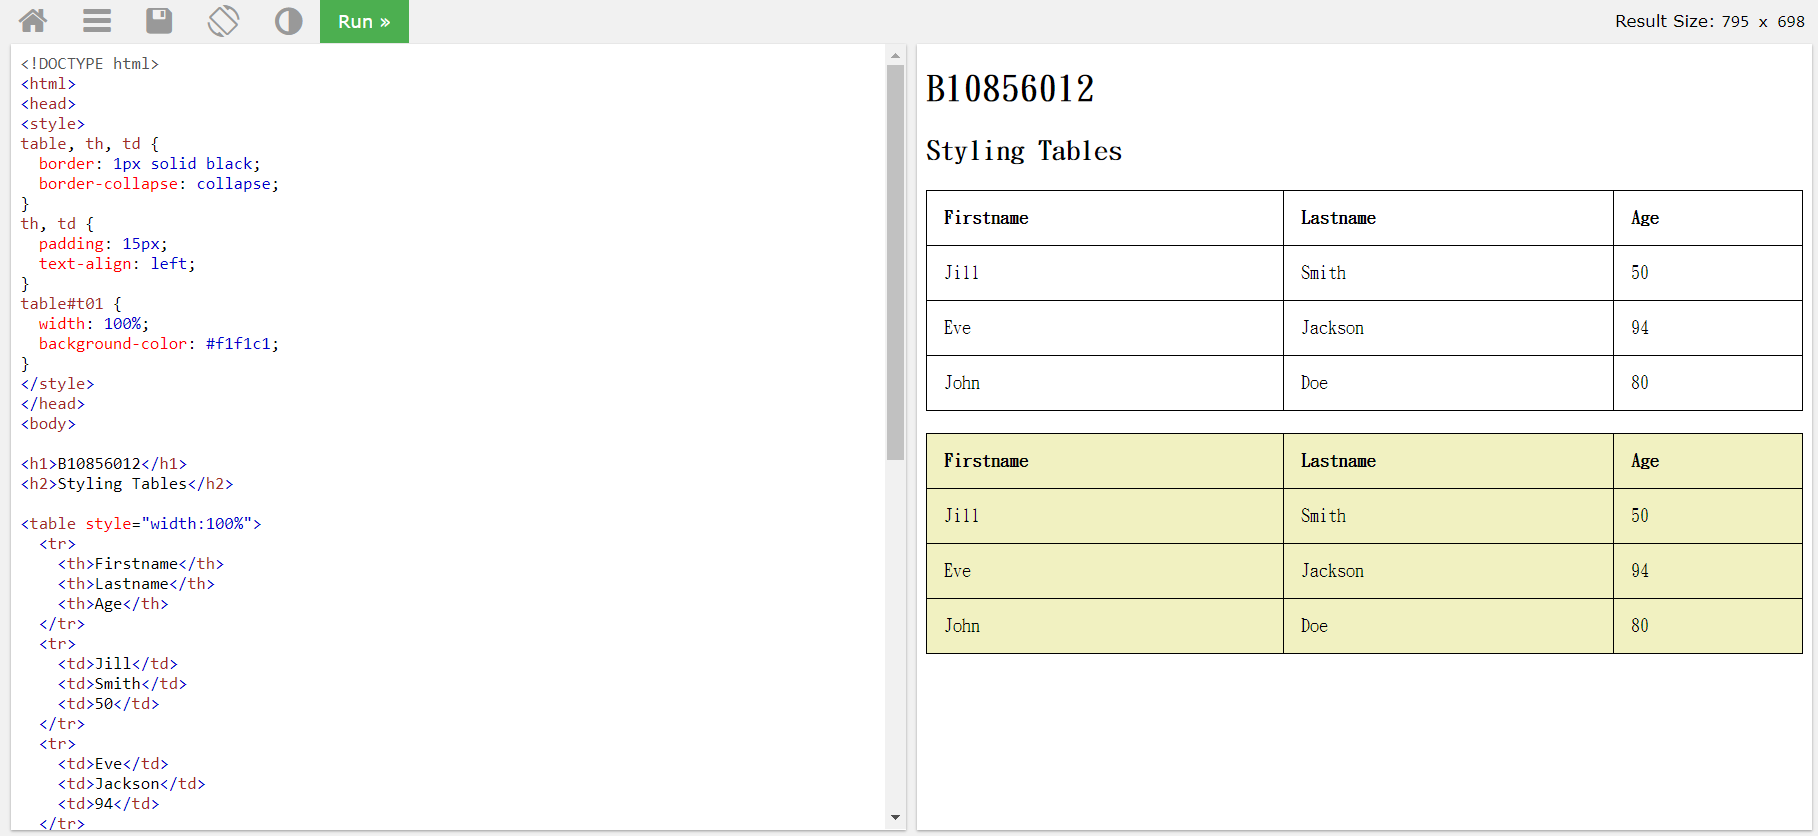 Run »
Result Size: 795 x 698
<!DOCTYPE html>
<html>
<head>
<style>
table, th, td {
  border: 1px solid black;
  border-collapse: collapse;
}
th, td {
  padding: 15px;
  text-align: left;
}
table#t01 {
  width: 100%;
  background-color: #f1f1c1;
}
</style>
</head>
<body>
<h1>B10856012</h1>
<h2>Styling Tables</h2>
<table style="width:100%">
  <tr>
    <th>Firstname</th>
    <th>Lastname</th>
    <th>Age</th>
  </tr>
  <tr>
    <td>Jill</td>
    <td>Smith</td>
    <td>50</td>
  </tr>
  <tr>
    <td>Eve</td>
    <td>Jackson</td>
    <td>94</td>
  </tr>
B10856012
Styling Tables
Firstname Lastname Age
Jill Smith 50
Eve Jackson 94
John Doe 80
Firstname Lastname Age
Jill Smith 50
Eve Jackson 94
John Doe 80